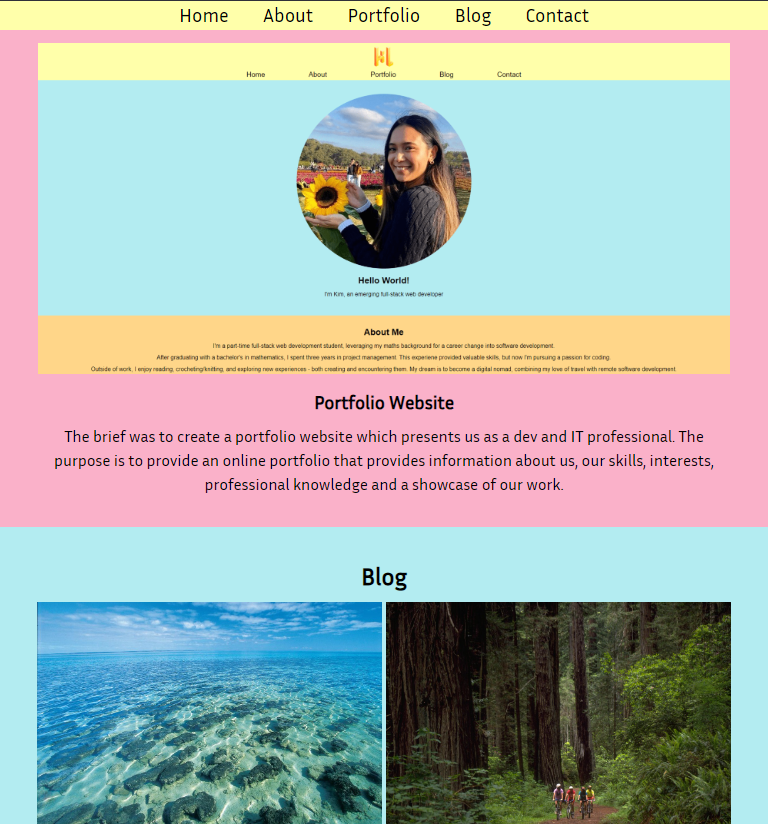 Home About Portfolio Blog Contact
Home About Portfolio Blog Contact
Hello World!
I'm Kim, an emerging full-stack web developer
About Me
I'm a part-time full-stack web development student, leveraging my maths background for a career change into software development.
After graduating with a bachelor's in mathematics, I spent three years in project management. This experiene provided valuable skills, but now I'm pursuing a passion for coding.
Outside of work, I enjoy reading, crocheting/knitting, and exploring new experiences - both creating and encountering them. My dream is to become a digital nomad, combining my love of travel with remote software development.
Portfolio Website
The brief was to create a portfolio website which presents us as a dev and IT professional. The
purpose is to provide an online portfolio that provides information about us, our skills, interests,
professional knowledge and a showcase of our work.
Blog